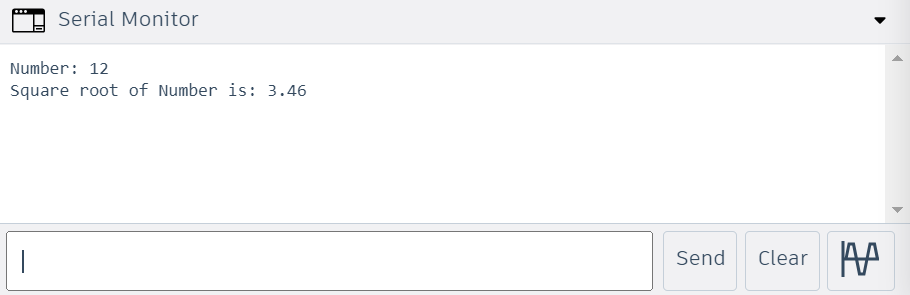 Serial Monitor
Number: 12
Square root of Number is: 3.46
Send
Clear